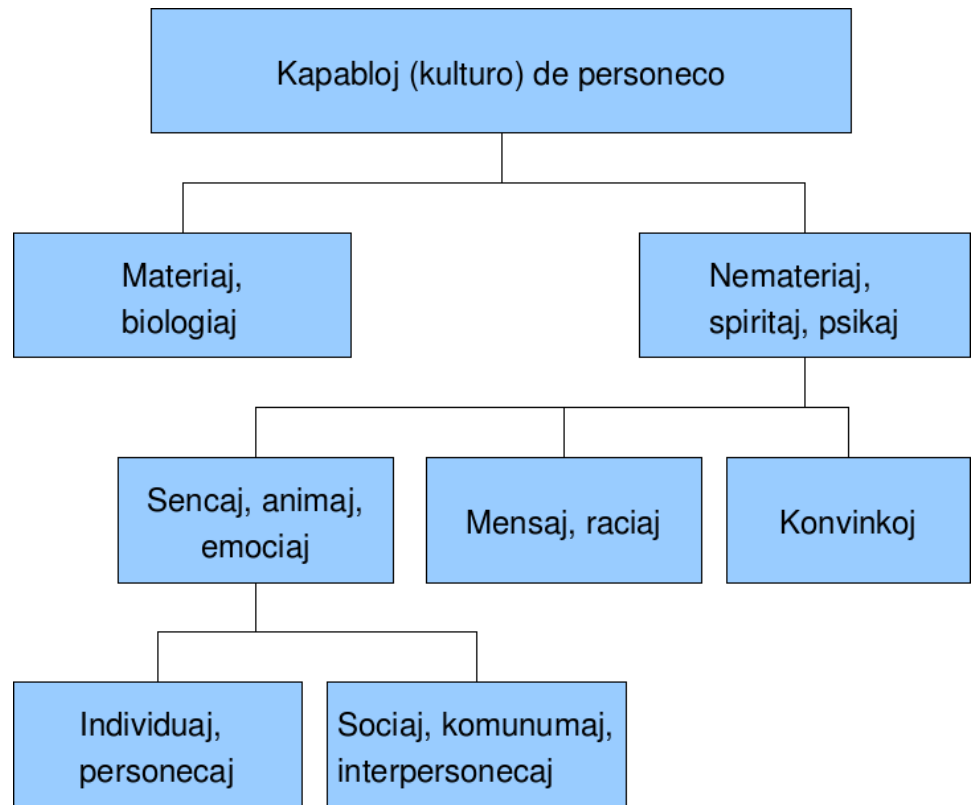 Kapabloj (kulturo) de personeco
Materiaj,
biologiaj
Nemateriaj,
spiritaj, psikaj
Sencaj, animaj,
emociaj
Mensaj, raciaj
Konvinkoj
Individuaj,
personecaj
Sociaj, komunumaj,
interpersonecaj